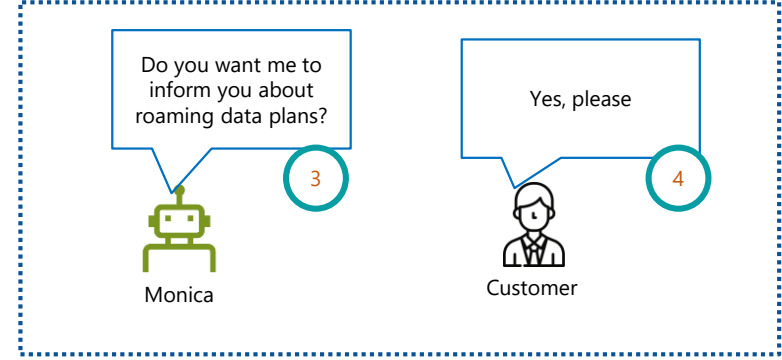 Do you want me to
inform you about
roaming data plans?
3
Monica
Yes, please
4
Customer